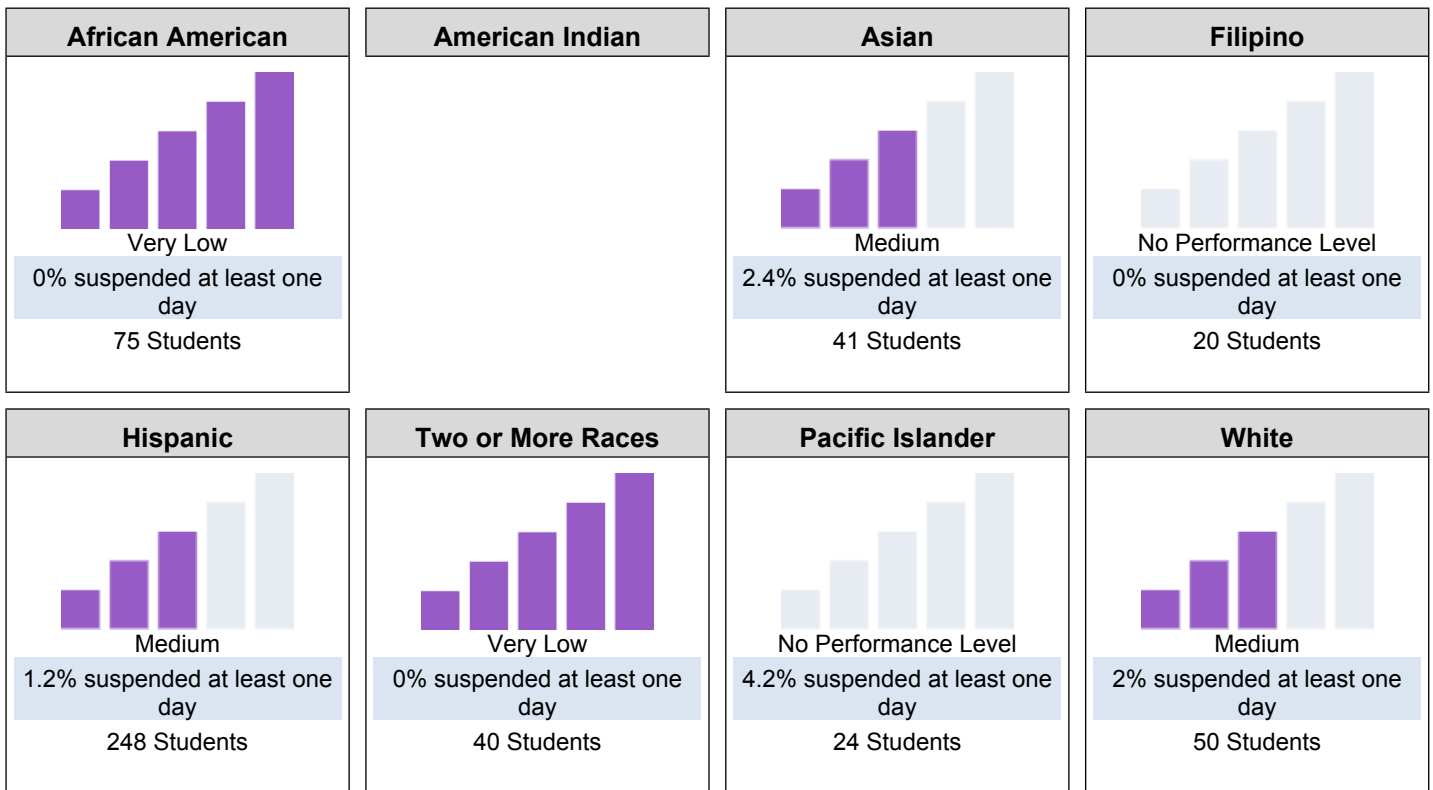 African American
American Indian
Asian
Filipino
Very Low
0% suspended at least one
day
75 Students
Medium
2.4% suspended at least one
day
41 Students
No Performance Level
0% suspended at least one
day
20 Students
Hispanic
Two or More Races
Pacific Islander
White
Medium
1.2% suspended at least one
day
248 Students
Very Low
0% suspended at least one
day
40 Students
No Performance Level
4.2% suspended at least one
day
24 Students
Medium
2% suspended at least one
day
50 Students